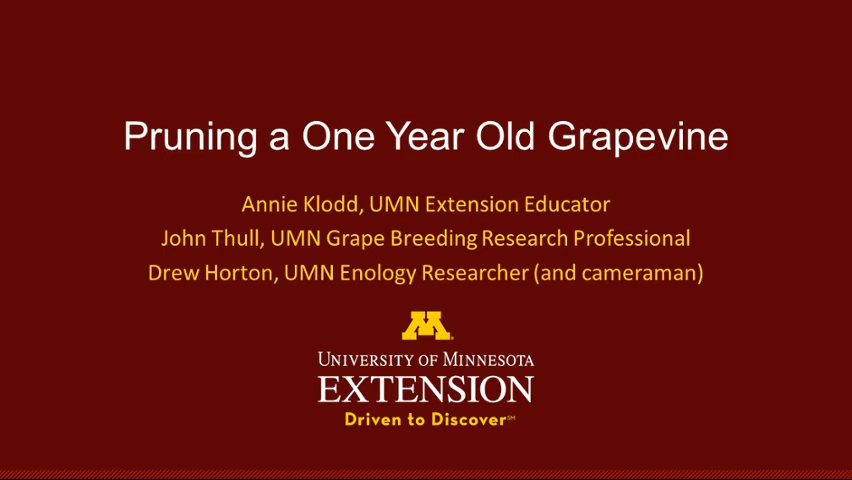 Pruning a One Year Old Grapevine
Annie Klodd, UMN Extension Educator
John Thull, UMN Grape Breeding Research Professional
Drew Horton, UMN Enology Researcher (and cameraman)
M
UNIVERSITY OF MINNESOTA
EXTENSION
Driven to Discover℠